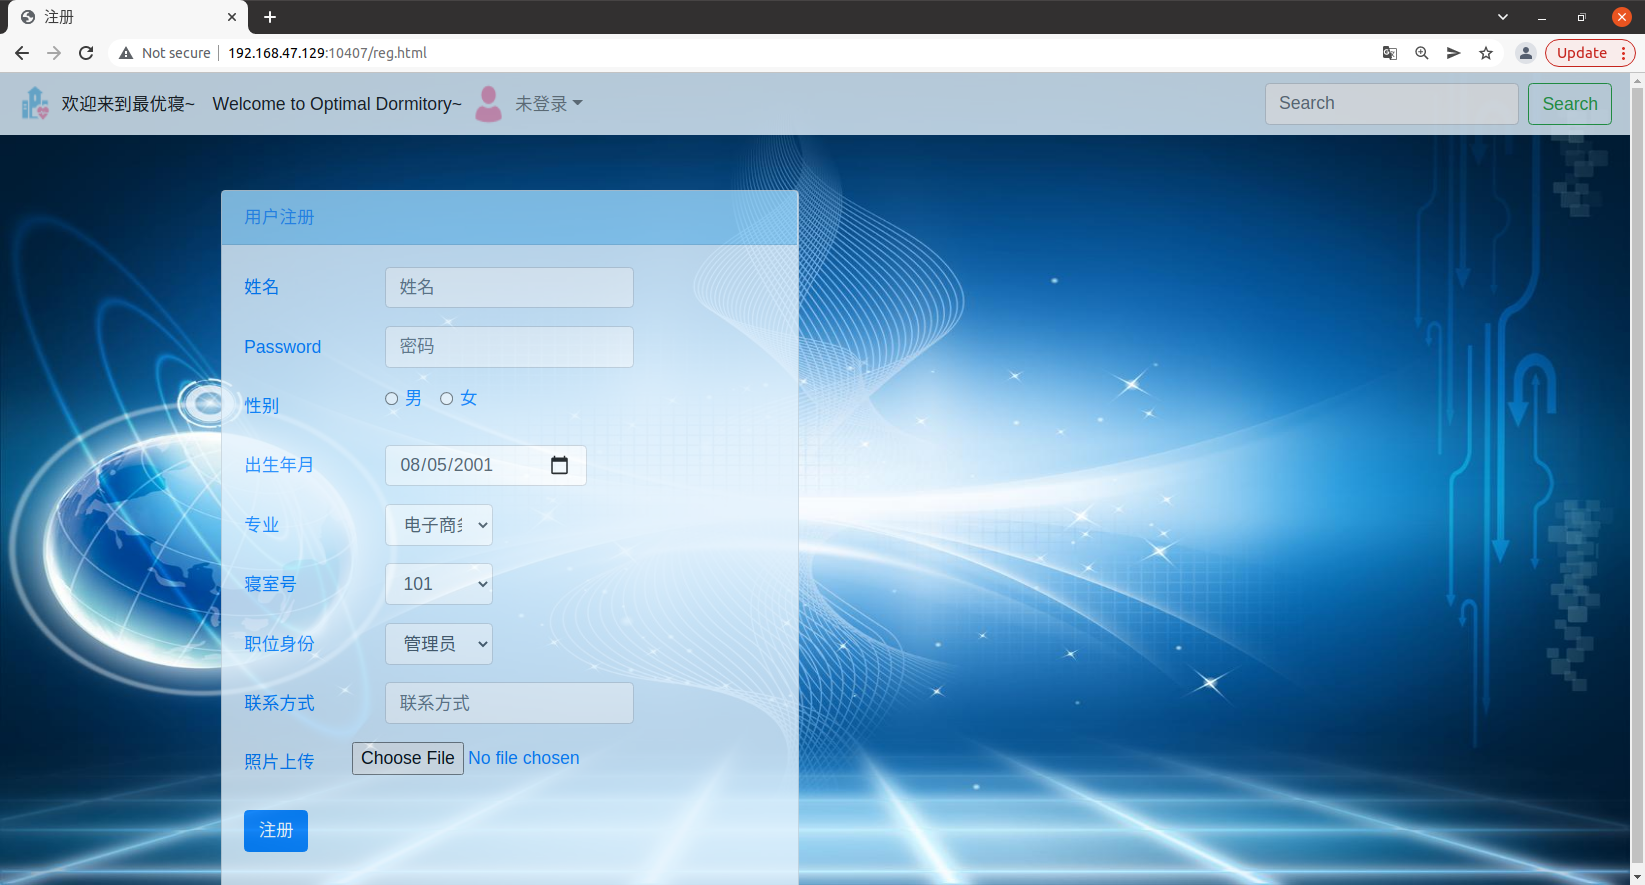 注册
Not secure 192.168.47.129:10407/reg.html
Update
欢迎来到最优寝~ Welcome to Optimal Dormitory~ 未登录 Search Search
用户注册
姓名 姓名
Password 密码
性别 男 女
出生年月 08/05/2001
专业 电子商
寝室号 101
职位身份 管理员
联系方式 联系方式
照片上传 Choose File No file chosen
注册